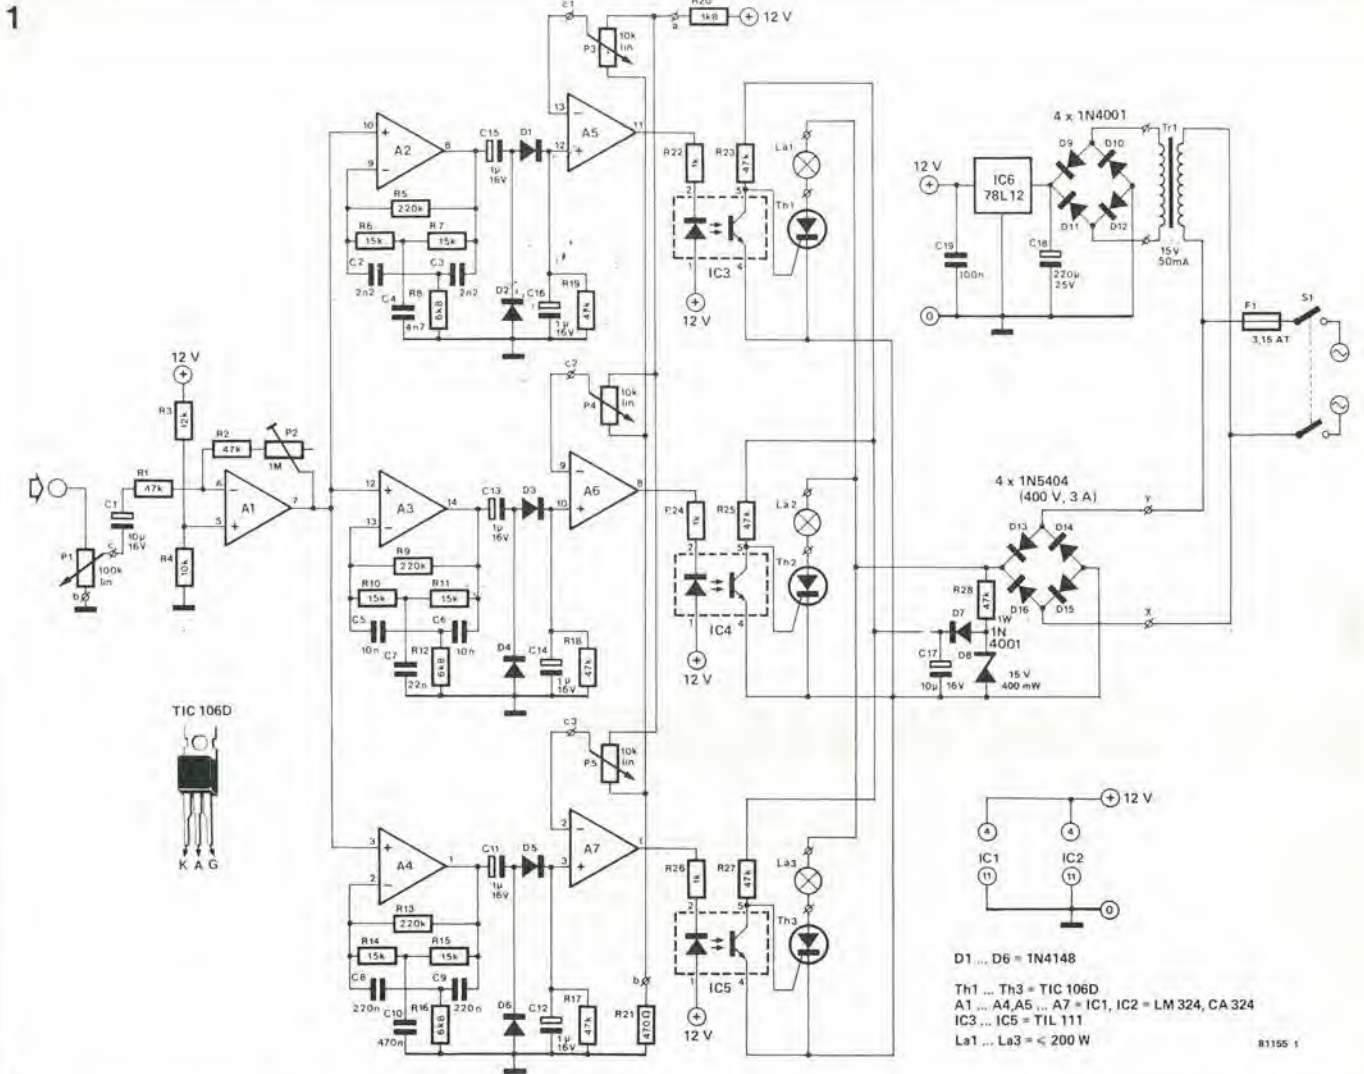 1
c1
P3
10k
lin
a
R20
1k8
12 V
10
9
+
−
A2
8
C15
1µ
16V
D1
13
12
−
+
A5
11
R5
220k
R6
15k
R7
15k
C2
2n2
C3
2n2
R8
6k8
C4
4n7
D2
C16
1µ
16V
R19
47k
R22
1k
R23
47k
La1
Th1
2
5
1
4
IC3
12 V
4 x 1N4001
D9
D10
D11
D12
Tr1
15V
50mA
12 V
IC6
78L12
C19
100n
C18
220µ
25V
0
F1
3,15 AT
S1
12 V
R3
12k
R2
47k
P2
1M
R1
47k
C1
10µ
16V
P1
100k
lin
c
b
R4
10k
6
5
−
+
A1
7
12
13
+
−
A3
14
C13
1µ
16V
D3
c2
P4
10k
lin
9
10
−
+
A6
8
R9
220k
R10
15k
R11
15k
C5
10n
C6
10n
R12
6k8
C7
22n
D4
C14
1µ
16V
R18
47k
R24
1k
R25
47k
La2
Th2
2
5
1
4
IC4
12 V
4 x 1N5404
(400 V, 3 A)
D13
D14
D16
D15
Y
X
R28
47k
1W
D7
1N
4001
D8
15 V
400 mW
C17
10µ
16V
TIC 106D
K A G
3
2
+
−
A4
1
C11
1µ
16V
D5
c3
P5
10k
lin
2
3
−
+
A7
1
R13
220k
R14
15k
R15
15k
C8
220n
C9
220n
R16
6k8
C10
470n
D6
C12
1µ
16V
R17
47k
b
R21
470Ω
R26
1k
R27
47k
La3
Th3
2
5
1
4
IC5
12 V
12 V
4
4
IC1
IC2
11
11
0
D1 ... D6 = 1N4148
Th1 ... Th3 = TIC 106D
A1 ... A4,A5 ... A7 = IC1, IC2 = LM 324, CA 324
IC3 ... IC5 = TIL 111
La1 ... La3 = ≤ 200 W
81155 1